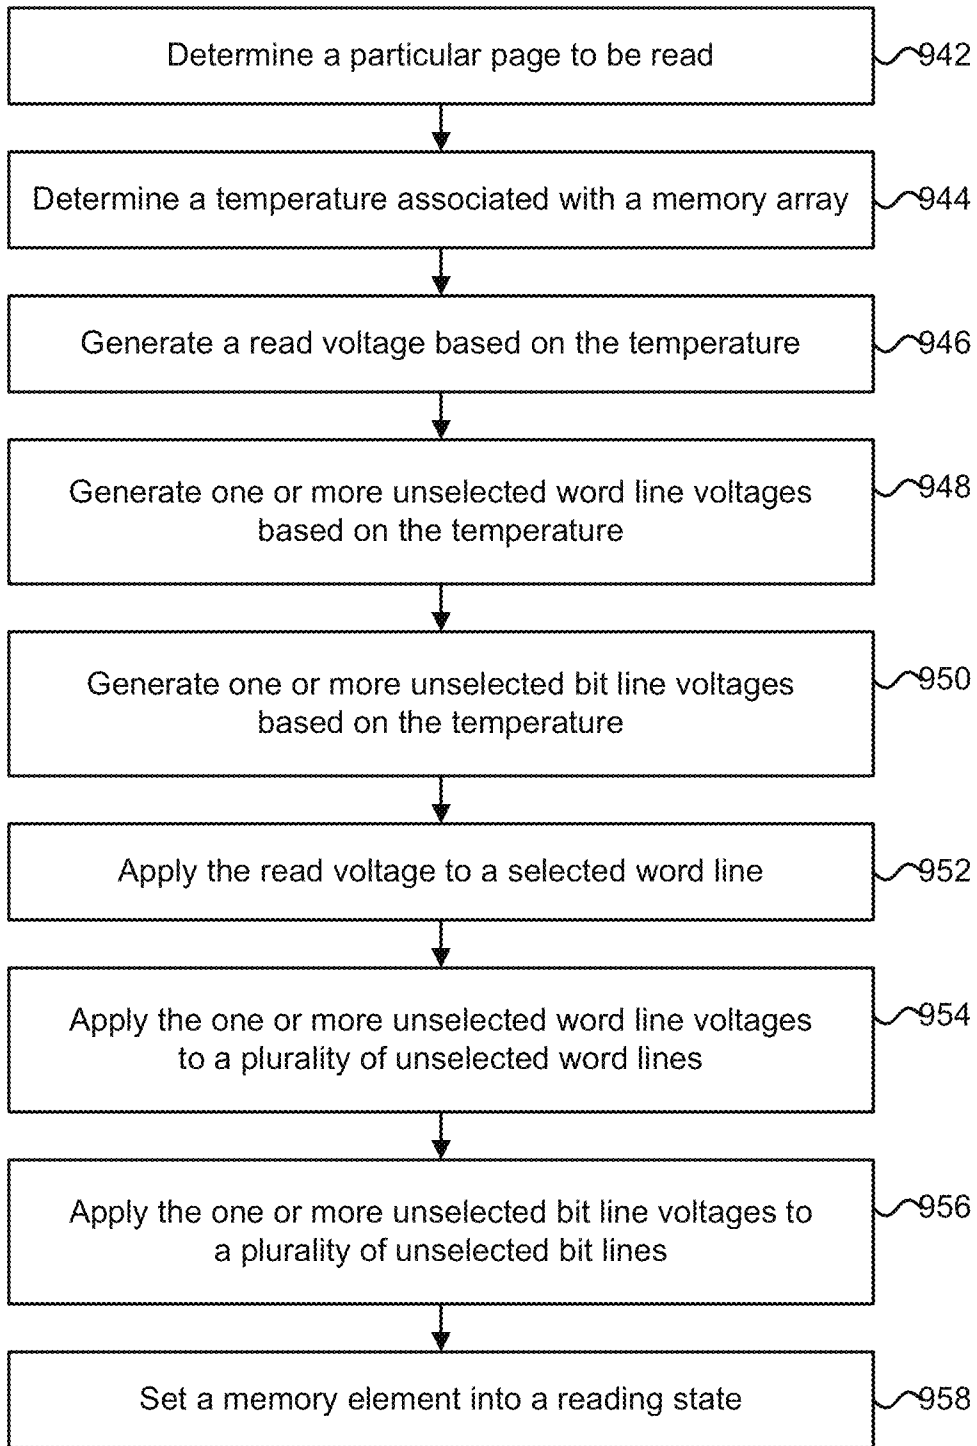 Determine a particular page to be read
942
Determine a temperature associated with a memory array
944
Generate a read voltage based on the temperature
946
Generate one or more unselected word line voltages
based on the temperature
948
Generate one or more unselected bit line voltages
based on the temperature
950
Apply the read voltage to a selected word line
952
Apply the one or more unselected word line voltages
to a plurality of unselected word lines
954
Apply the one or more unselected bit line voltages to
a plurality of unselected bit lines
956
Set a memory element into a reading state
958